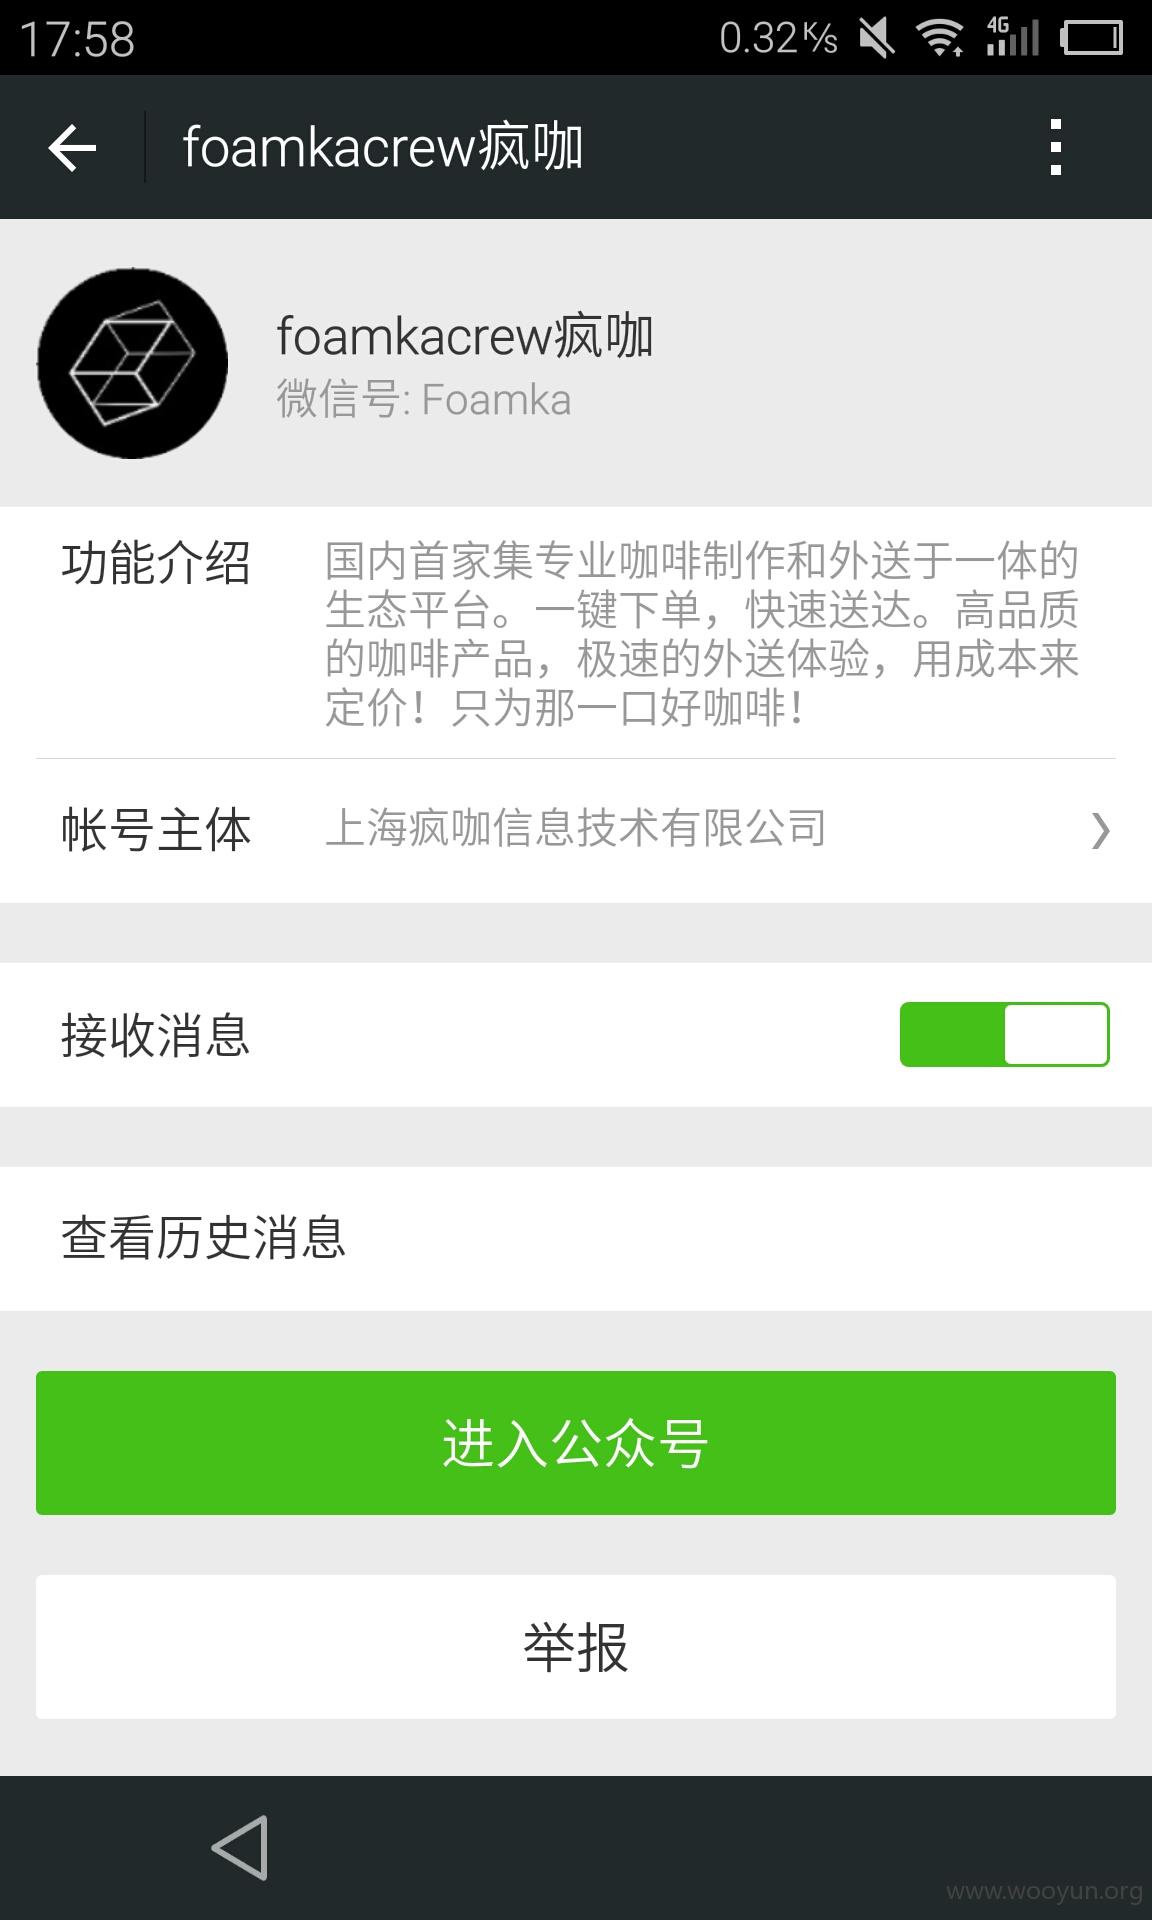 17:58
0.32K/s
4G
foamkacrew疯咖
foamkacrew疯咖
微信号: Foamka
功能介绍
国内首家集专业咖啡制作和外送于一体的
生态平台。一键下单，快速送达。高品质
的咖啡产品，极速的外送体验，用成本来
定价！只为那一口好咖啡！
帐号主体
上海疯咖信息技术有限公司
接收消息
查看历史消息
进入公众号
举报
www.wooyun.org